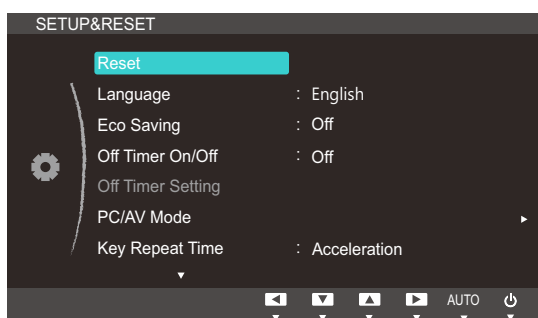 SETUP&RESET
Reset
Language : English
Eco Saving : Off
Off Timer On/Off : Off
Off Timer Setting
PC/AV Mode
Key Repeat Time : Acceleration
AUTO